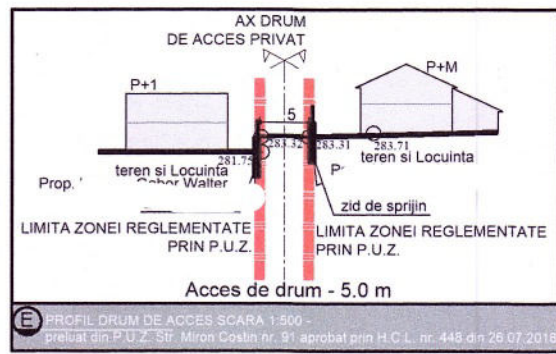 AX DRUM
DE ACCES PRIVAT
P+1
P+M
5
283.32
283.31
283.71
281.75
teren si Locuinta
teren si Locuinta
Prop.
Gabor Walter
zid de sprijin
LIMITA ZONEI REGLEMENTATE
PRIN P.U.Z.
LIMITA ZONEI REGLEMENTATE
PRIN P.U.Z.
Acces de drum - 5.0 m
E
PROFIL DRUM DE ACCES SCARA 1:500 -
preluat din P.U.Z. Str. Miron Costin nr. 91 aprobat prin H.C.L. nr. 448 din 26.07.2018